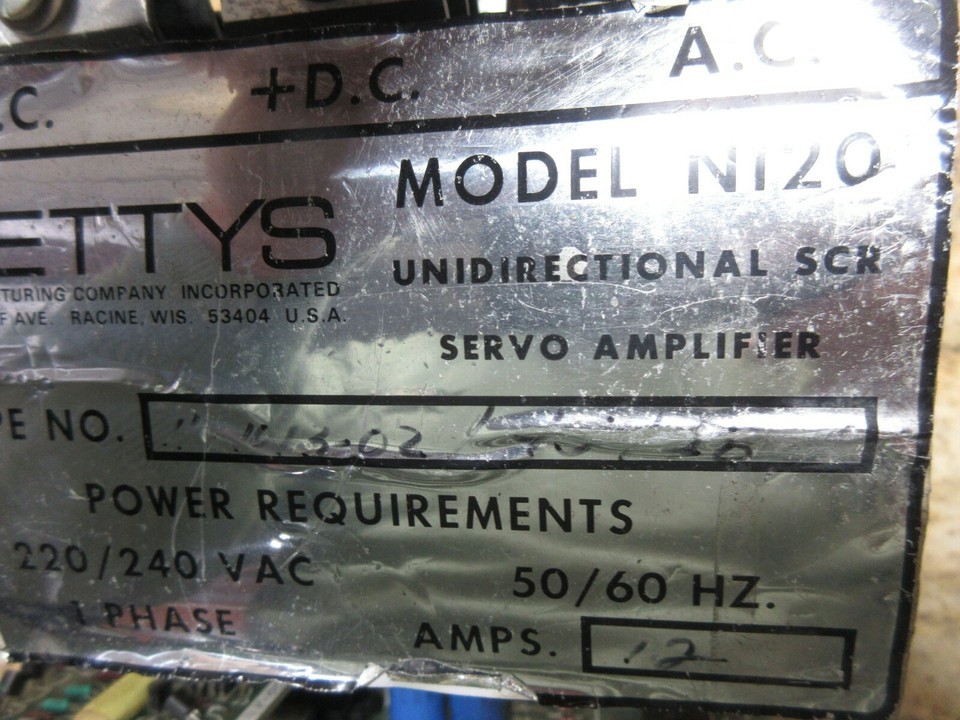 .C. +D.C. A.C.
MODEL N120
ETTYS
UNIDIRECTIONAL SCR
TURING COMPANY INCORPORATED
F AVE. RACINE, WIS. 53404 U.S.A.
SERVO AMPLIFIER
PE NO.
POWER REQUIREMENTS
220/240 VAC 50/60 HZ.
1 PHASE
AMPS. 12